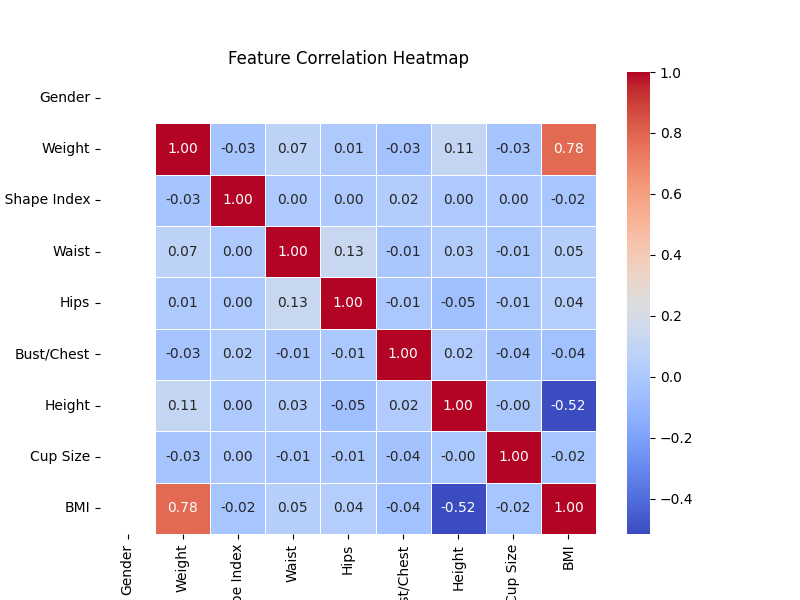 Feature Correlation Heatmap
Gender
Weight 1.00 -0.03 0.07 0.01 -0.03 0.11 -0.03 0.78
Shape Index -0.03 1.00 0.00 0.00 0.02 0.00 0.00 -0.02
Waist 0.07 0.00 1.00 0.13 -0.01 0.03 -0.01 0.05
Hips 0.01 0.00 0.13 1.00 -0.01 -0.05 -0.01 0.04
Bust/Chest -0.03 0.02 -0.01 -0.01 1.00 0.02 -0.04 -0.04
Height 0.11 0.00 0.03 -0.05 0.02 1.00 -0.00 -0.52
Cup Size -0.03 0.00 -0.01 -0.01 -0.04 -0.00 1.00 -0.02
BMI 0.78 -0.02 0.05 0.04 -0.04 -0.52 -0.02 1.00
Gender
Weight
pe Index
Waist
Hips
st/Chest
Height
Cup Size
BMI
1.0
0.8
0.6
0.4
0.2
0.0
−0.2
−0.4